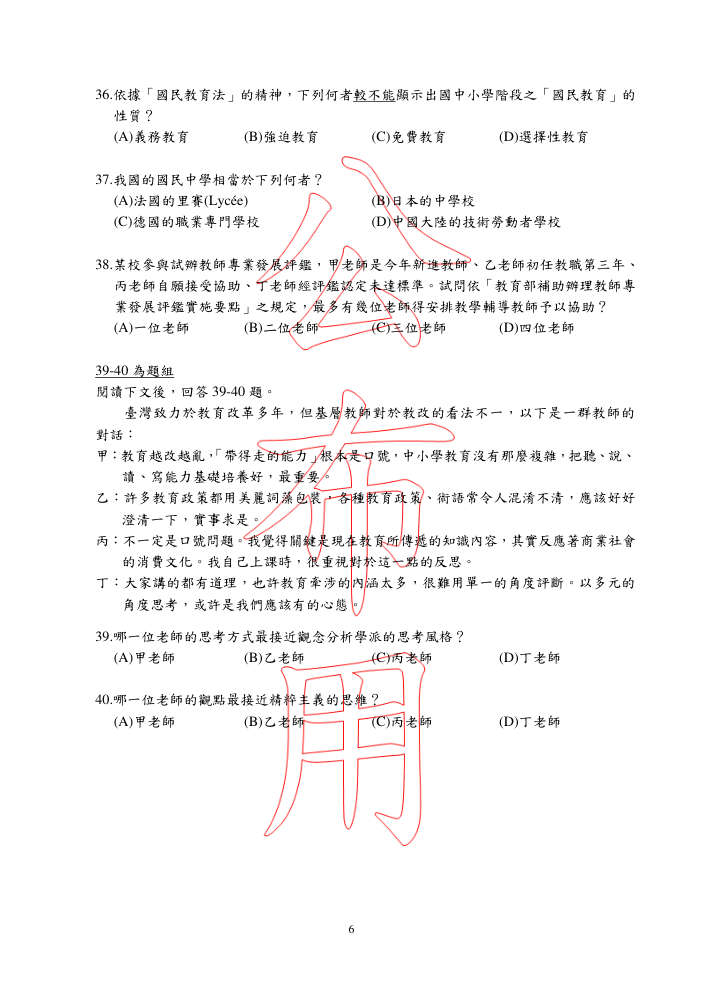 36.依據「國民教育法」的精神，下列何者較不能顯示出國中小學階段之「國民教育」的
性質？
(A)義務教育 (B)強迫教育 (C)免費教育 (D)選擇性教育
37.我國的國民中學相當於下列何者？
(A)法國的里賽(Lycée) (B)日本的中學校
(C)德國的職業專門學校 (D)中國大陸的技術勞動者學校
38.某校參與試辦教師專業發展評鑑，甲老師是今年新進教師、乙老師初任教職第三年、
丙老師自願接受協助、丁老師經評鑑認定未達標準。試問依「教育部補助辦理教師專
業發展評鑑實施要點」之規定，最多有幾位老師得安排教學輔導教師予以協助？
(A)一位老師 (B)二位老師 (C)三位老師 (D)四位老師
39-40 為題組
閱讀下文後，回答 39-40 題。
臺灣致力於教育改革多年，但基層教師對於教改的看法不一，以下是一群教師的
對話：
甲：教育越改越亂，「帶得走的能力」根本是口號，中小學教育沒有那麼複雜，把聽、說、
讀、寫能力基礎培養好，最重要。
乙：許多教育政策都用美麗詞藻包裝，各種教育政策、術語常令人混淆不清，應該好好
澄清一下，實事求是。
丙：不一定是口號問題。我覺得關鍵是現在教育所傳遞的知識內容，其實反應著商業社會
的消費文化。我自己上課時，很重視對於這一點的反思。
丁：大家講的都有道理，也許教育牽涉的內涵太多，很難用單一的角度評斷。以多元的
角度思考，或許是我們應該有的心態。
39.哪一位老師的思考方式最接近觀念分析學派的思考風格？
(A)甲老師 (B)乙老師 (C)丙老師 (D)丁老師
40.哪一位老師的觀點最接近精粹主義的思維？
(A)甲老師 (B)乙老師 (C)丙老師 (D)丁老師
公布用
6